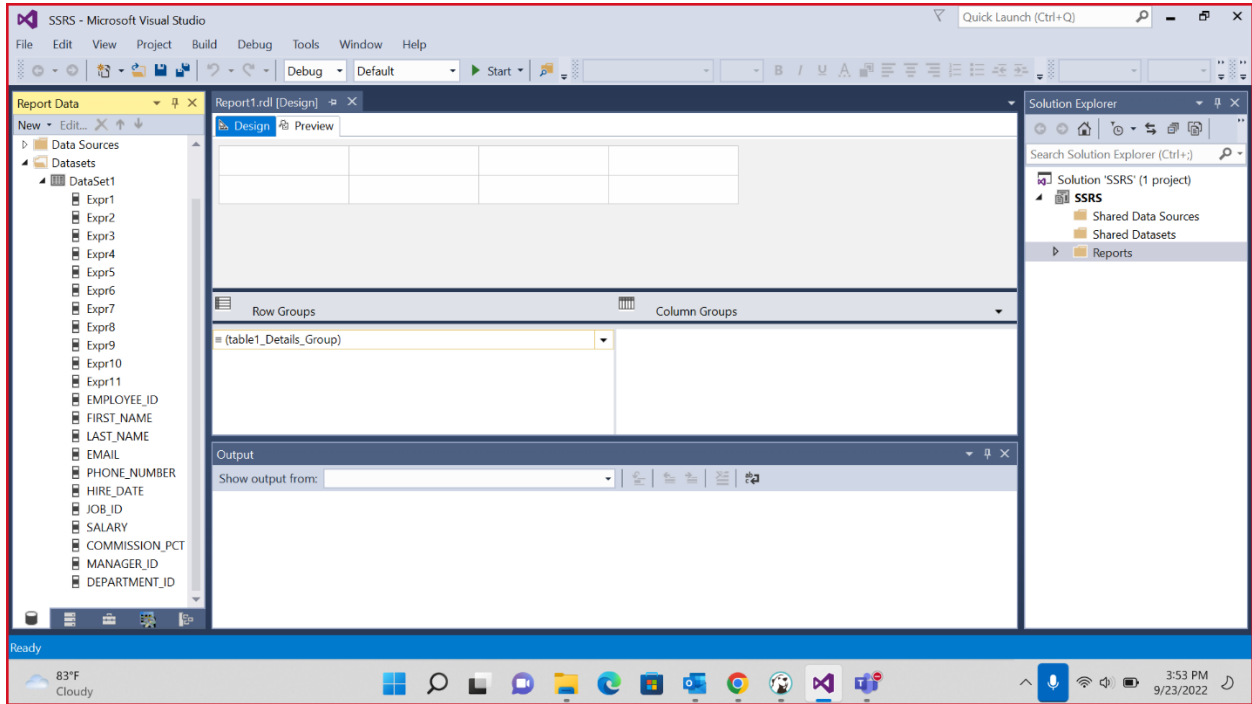 SSRS - Microsoft Visual Studio
Quick Launch (Ctrl+Q)
File Edit View Project Build Debug Tools Window Help
Debug Default Start B I U A
Report Data
New Edit...
Data Sources
Datasets
DataSet1
Expr1
Expr2
Expr3
Expr4
Expr5
Expr6
Expr7
Expr8
Expr9
Expr10
Expr11
EMPLOYEE_ID
FIRST_NAME
LAST_NAME
EMAIL
PHONE_NUMBER
HIRE_DATE
JOB_ID
SALARY
COMMISSION_PCT
MANAGER_ID
DEPARTMENT_ID
Report1.rdl [Design]
Design Preview
Row Groups Column Groups
(table1_Details_Group)
Output
Show output from:
Solution Explorer
Search Solution Explorer (Ctrl+;)
Solution 'SSRS' (1 project)
SSRS
Shared Data Sources
Shared Datasets
Reports
Ready
83°F
Cloudy
3:53 PM
9/23/2022